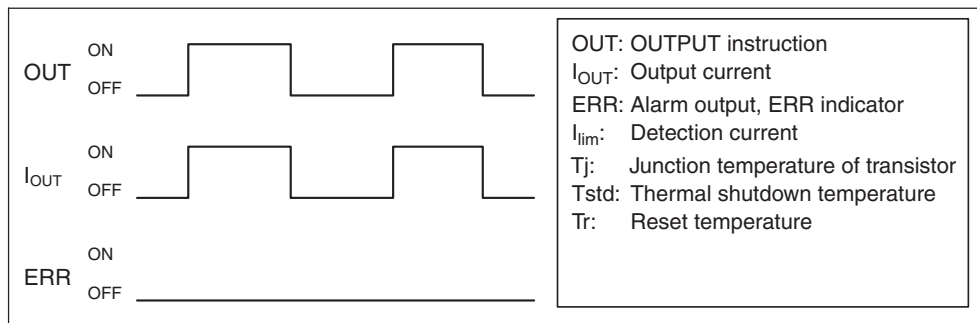 ON
OUT
OFF
ON
IOUT
OFF
ON
ERR
OFF
OUT: OUTPUT instruction
IOUT: Output current
ERR: Alarm output, ERR indicator
Ilim: Detection current
Tj: Junction temperature of transistor
Tstd: Thermal shutdown temperature
Tr: Reset temperature